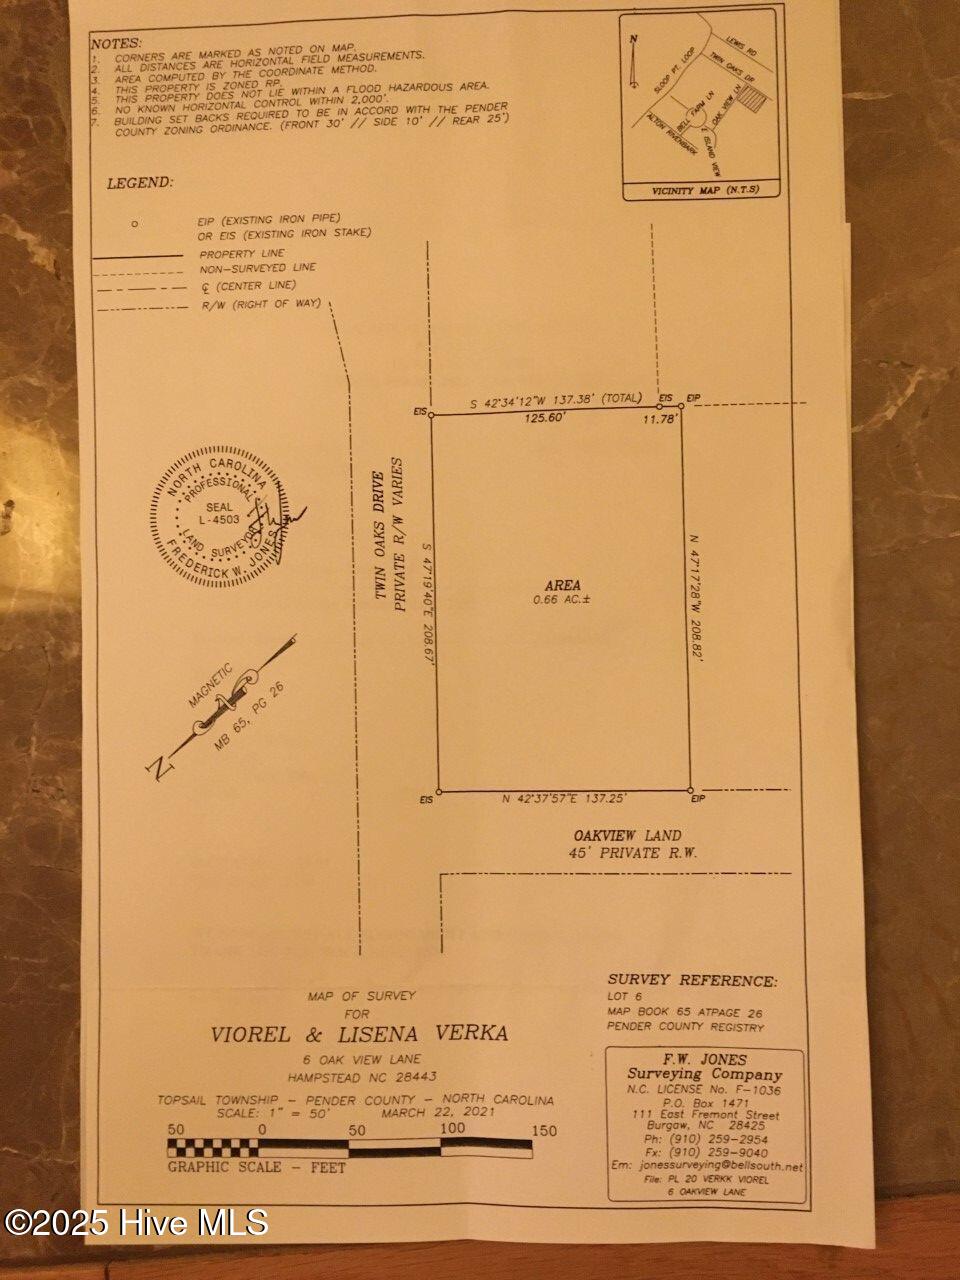 NOTES:
1. CORNERS ARE MARKED AS NOTED ON MAP.
2. ALL DISTANCES ARE HORIZONTAL FIELD MEASUREMENTS.
3. AREA COMPUTED BY THE COORDINATE METHOD.
4. THIS PROPERTY IS ZONED RP.
5. THIS PROPERTY DOES NOT LIE WITHIN A FLOOD HAZARDOUS AREA.
6. NO KNOWN HORIZONTAL CONTROL WITHIN 2,000'.
7. BUILDING SET BACKS REQUIRED TO BE IN ACCORD WITH THE PENDER
COUNTY ZONING ORDINANCE. (FRONT 30' // SIDE 10' // REAR 25')
N
LEWIS RD
TWIN OAKS DR
SLOOP PT. LOOP
OAK VIEW LN
BELL FARM LN
ALTON RIVENBARK
ISLAND VIEW
VICINITY MAP (N.T.S)
LEGEND:
EIP (EXISTING IRON PIPE)
OR EIS (EXISTING IRON STAKE)
PROPERTY LINE
NON-SURVEYED LINE
℄ (CENTER LINE)
R/W (RIGHT OF WAY)
S 42°34'12"W 137.38' (TOTAL)
EIS
EIP
EIS
125.60'
11.78'
NORTH CAROLINA
PROFESSIONAL
SEAL
L-4503
LAND SURVEYOR
FREDERICK W. JONES
TWIN OAKS DRIVE
PRIVATE R/W VARIES
S 47°19'40"E 208.67'
AREA
0.66 AC.±
N 47°17'28"W 208.82'
MAGNETIC
N
MB 65, PG 26
EIS
N 42°37'57"E 137.25'
EIP
OAKVIEW LAND
45' PRIVATE R.W.
MAP OF SURVEY
FOR
VIOREL & LISENA VERKA
6 OAK VIEW LANE
HAMPSTEAD NC 28443
TOPSAIL TOWNSHIP - PENDER COUNTY - NORTH CAROLINA
SCALE: 1" = 50' MARCH 22, 2021
50 0 50 100 150
GRAPHIC SCALE - FEET
SURVEY REFERENCE:
LOT 6
MAP BOOK 65 ATPAGE 26
PENDER COUNTY REGISTRY
F.W. JONES
Surveying Company
N.C. LICENSE No. F-1036
P.O. Box 1471
111 East Fremont Street
Burgaw, NC 28425
Ph: (910) 259-2954
Fx: (910) 259-9040
Em: jonessurveying@bellsouth.net
File: PL 20 VERKK VIOREL
6 OAKVIEW LANE
©2025 Hive MLS